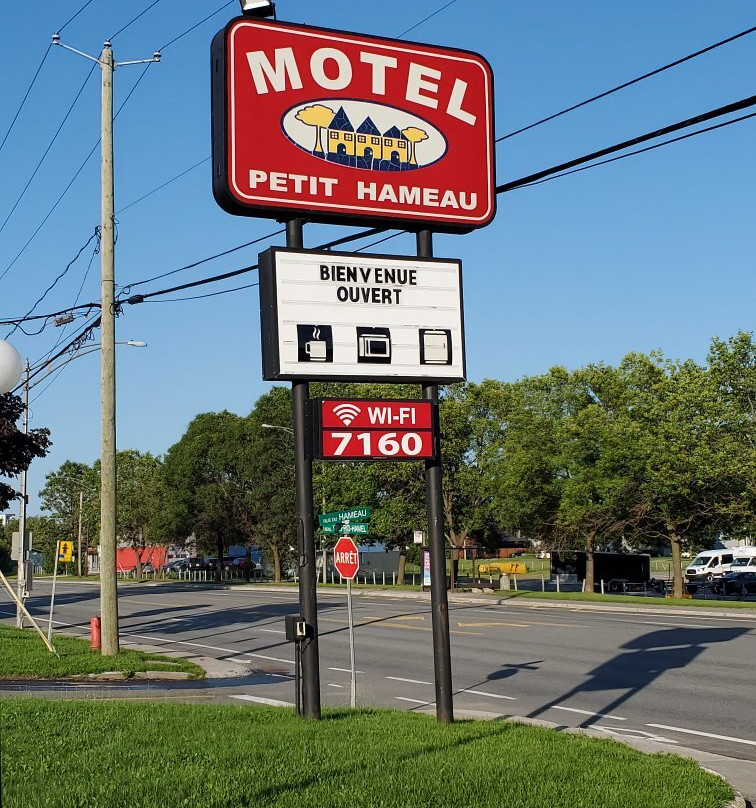 MOTEL
PETIT HAMEAU
BIENVENUE
OUVERT
WI-FI
7160
HAMEAU
ARRÊT